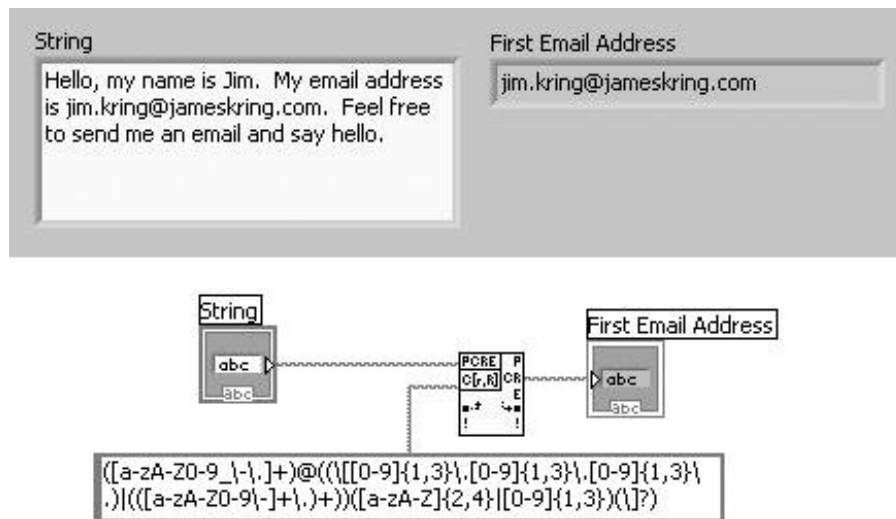 String
First Email Address
Hello, my name is Jim.  My email address
is jim.kring@jameskring.com.  Feel free
to send me an email and say hello.
jim.kring@jameskring.com
String
First Email Address
abc
abc
PCRE P
C[r,R] CR
E
! !
abc
abc
([a-zA-Z0-9_\-\.]+)@((\[[0-9]{1,3}\.[0-9]{1,3}\.[0-9]{1,3}\
.)|(([a-zA-Z0-9\-]+\.)+))([a-zA-Z]{2,4}|[0-9]{1,3})(\]?)